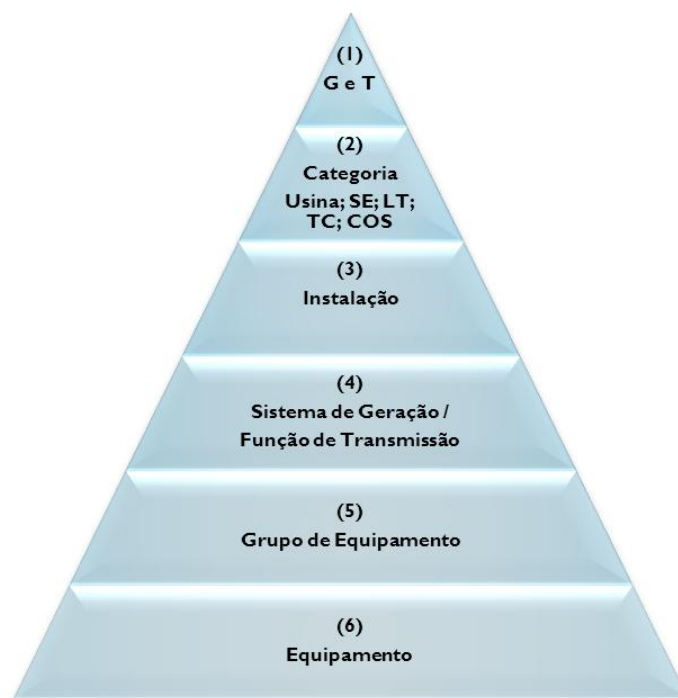 (1)
G e T
(2)
Categoria
Usina; SE; LT;
TC; COS
(3)
Instalação
(4)
Sistema de Geração /
Função de Transmissão
(5)
Grupo de Equipamento
(6)
Equipamento